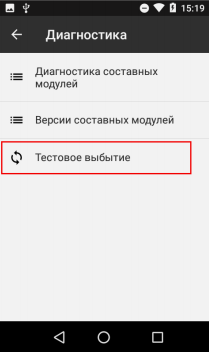 15:19
Диагностика
Диагностика составных
модулей
Версии составных модулей
Тестовое выбытие